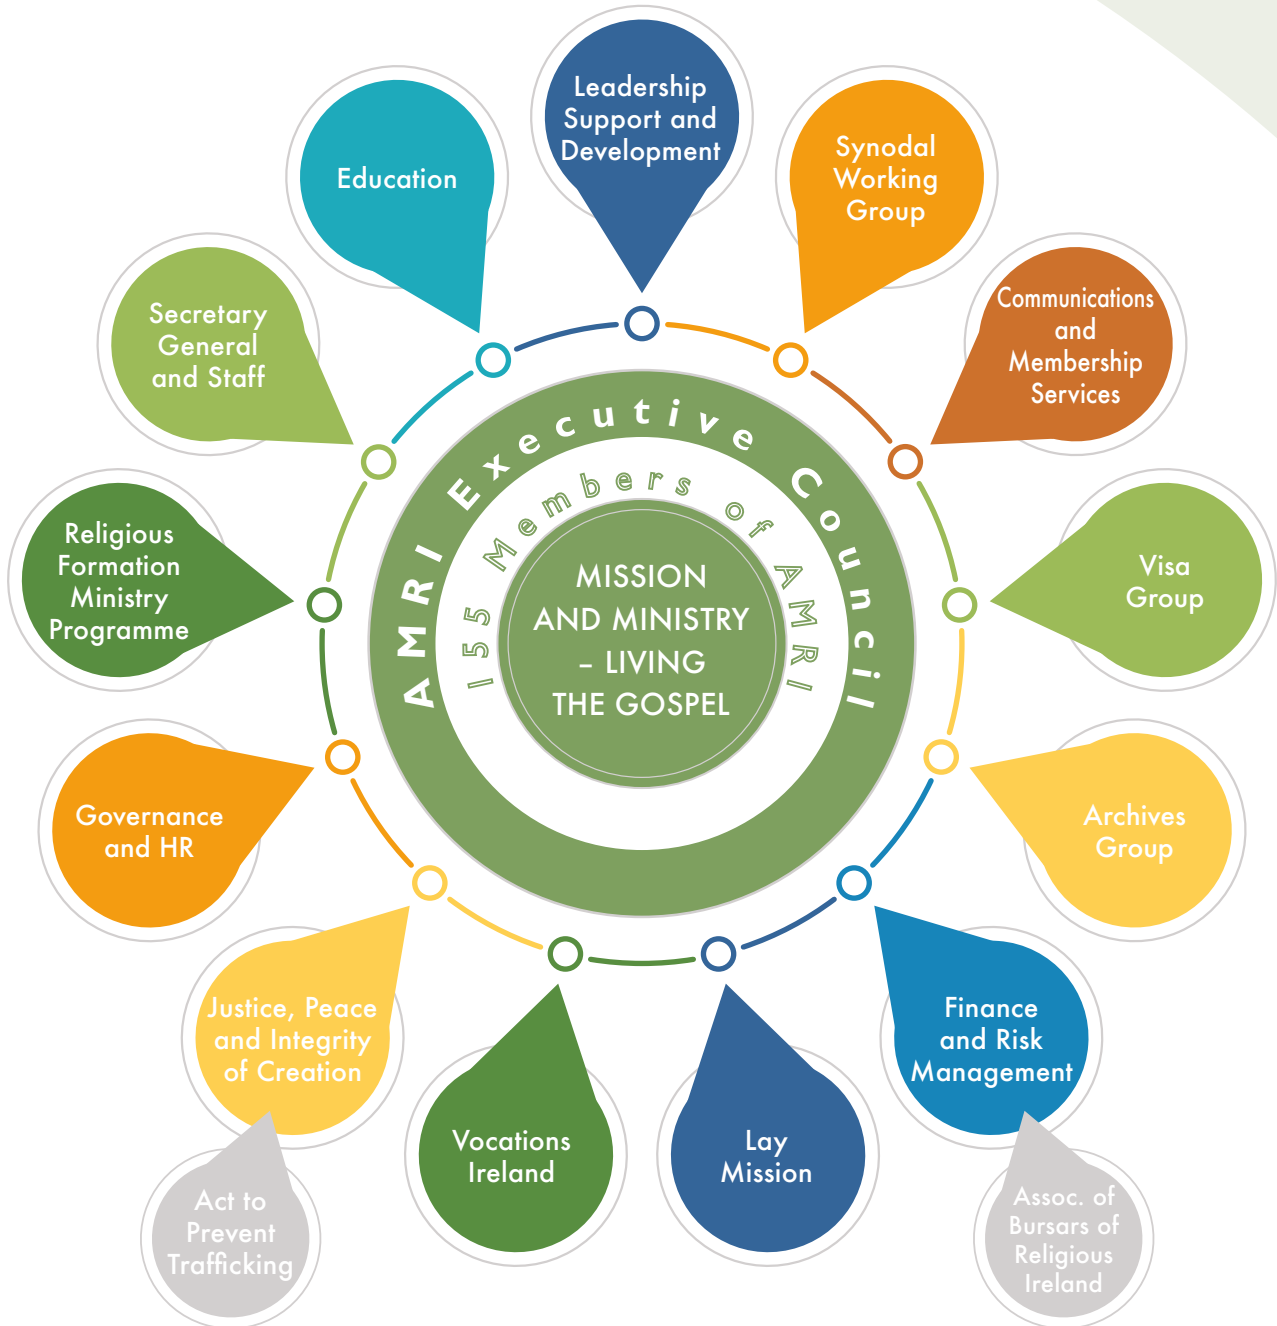 Leadership
Support and
Development
Synodal
Working
Group
Communications
and
Membership
Services
Visa
Group
Archives
Group
Finance
and Risk
Management
Assoc. of
Bursars of
Religious
Ireland
Lay
Mission
Vocations
Ireland
Justice, Peace
and Integrity
of Creation
Act to
Prevent
Trafficking
Governance
and HR
Religious
Formation
Ministry
Programme
Secretary
General
and Staff
Education
AMRI Executive Council
155 Members of AMRI
MISSION
AND MINISTRY
– LIVING
THE GOSPEL